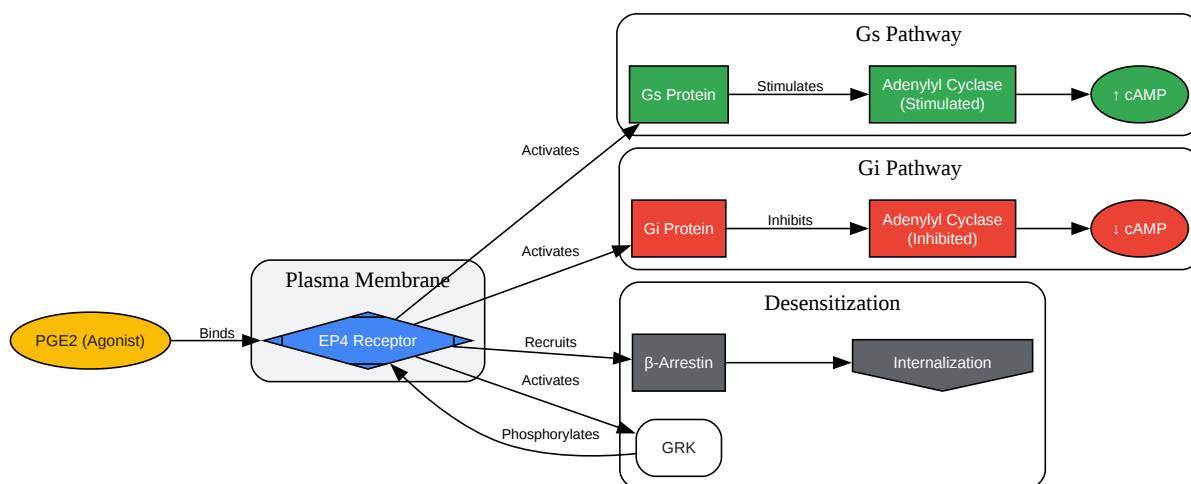 Gs Pathway
Gs Protein
Stimulates
Adenylyl Cyclase
(Stimulated)
↑ cAMP
Activates
Gi Pathway
Gi Protein
Inhibits
Adenylyl Cyclase
(Inhibited)
↓ cAMP
Activates
Plasma Membrane
PGE2 (Agonist)
Binds
EP4 Receptor
Desensitization
Recruits
β-Arrestin
Internalization
Activates
Phosphorylates
GRK